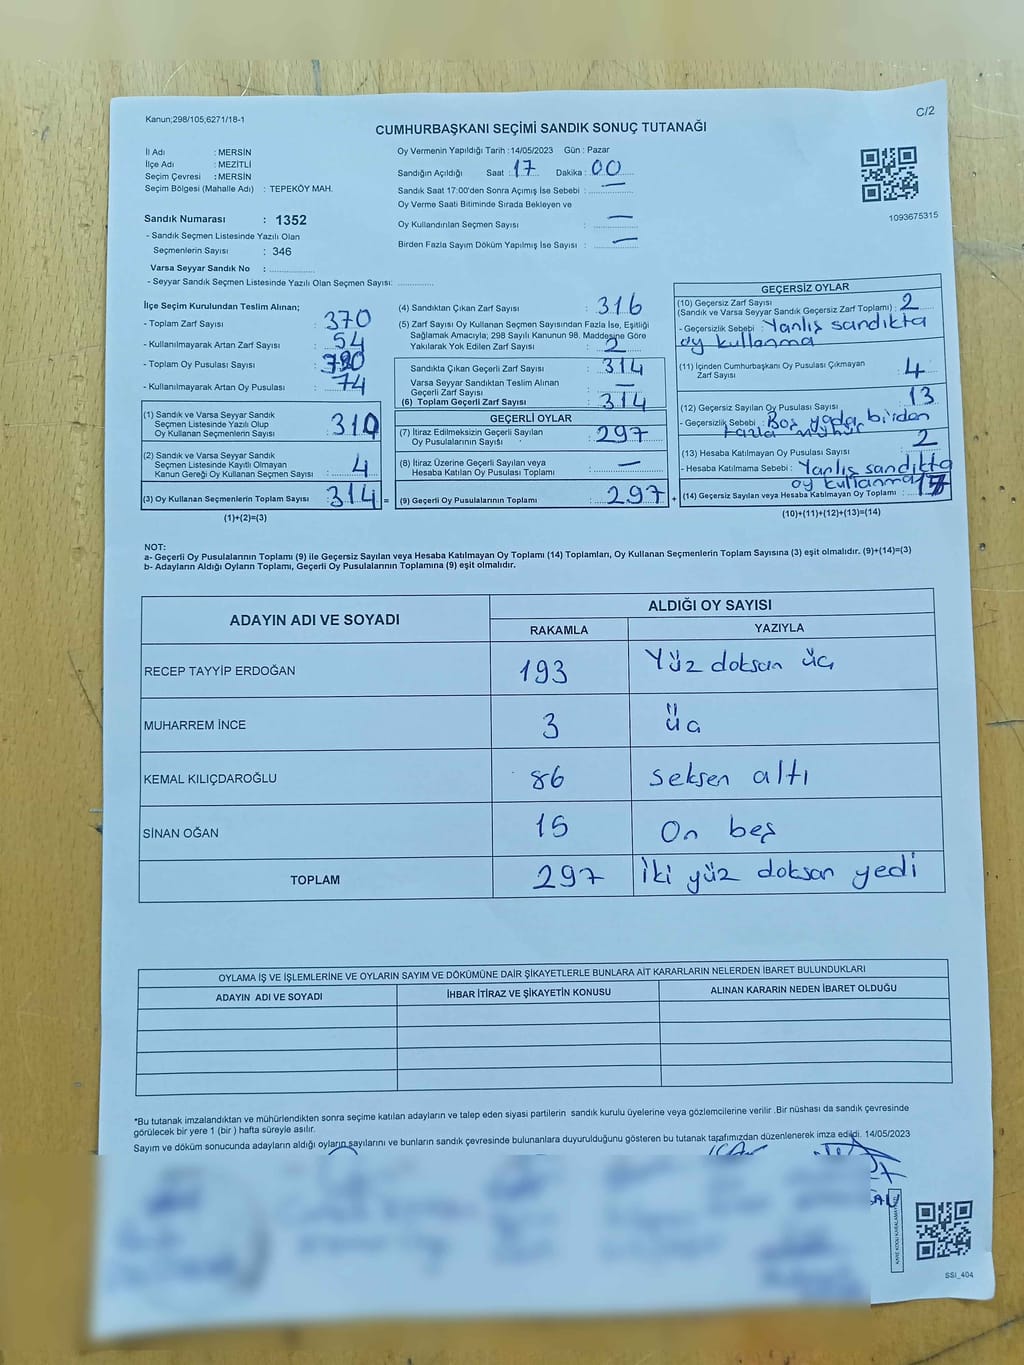 Kanun;298/105,6271/18-1
C/2
CUMHURBAŞKANI SEÇİMİ SANDIK SONUÇ TUTANAĞI
İl Adı : MERSİN
İlçe Adı : MEZİTLİ
Seçim Çevresi : MERSİN
Seçim Bölgesi (Mahalle Adı) : TEPEKÖY MAH.
Sandık Numarası : 1352
- Sandık Seçmen Listesinde Yazılı Olan
Seçmenlerin Sayısı : 346
Varsa Seyyar Sandık No : ...............
- Seyyar Sandık Seçmen Listesinde Yazılı Olan Seçmen Sayısı: ............
Oy Vermenin Yapıldığı Tarih : 14/05/2023 Gün : Pazar
Sandığın Açıldığı Saat : 17 Dakika : 00
Sandık Saat 17:00'den Sonra Açımış İse Sebebi : —
Oy Verme Saati Bitiminde Sırada Bekleyen ve
Oy Kullandırılan Seçmen Sayısı : —
Birden Fazla Sayım Döküm Yapılmış İse Sayısı : —
1093675315
İlçe Seçim Kurulundan Teslim Alınan;
- Toplam Zarf Sayısı : 370
- Kullanılmayarak Artan Zarf Sayısı : 54
- Toplam Oy Pusulası Sayısı :
- Kullanılmayarak Artan Oy Pusulası : 74
(1) Sandık ve Varsa Seyyar Sandık
Seçmen Listesinde Yazılı Olup
Oy Kullanan Seçmenlerin Sayısı : 310
(2) Sandık ve Varsa Seyyar Sandık
Seçmen Listesinde Kayıtlı Olmayan
Kanun Gereği Oy Kullanan Seçmen Sayısı : 4
(3) Oy Kullanan Seçmenlerin Toplam Sayısı : 314 =
(1)+(2)=(3)
(4) Sandıktan Çıkan Zarf Sayısı : 316
(5) Zarf Sayısı Oy Kullanan Seçmen Sayısından Fazla İse, Eşitliği
Sağlamak Amacıyla; 298 Sayılı Kanunun 98. Maddesine Göre
Yakılarak Yok Edilen Zarf Sayısı : 2
Sandıkta Çıkan Geçerli Zarf Sayısı : 314
Varsa Seyyar Sandıktan Teslim Alınan
Geçerli Zarf Sayısı : —
(6) Toplam Geçerli Zarf Sayısı : 314
GEÇERLİ OYLAR
(7) İtiraz Edilmeksizin Geçerli Sayılan
Oy Pusulalarının Sayısı : 297
(8) İtiraz Üzerine Geçerli Sayılan veya
Hesaba Katılan Oy Pusulası Toplamı : —
(9) Geçerli Oy Pusulalarının Toplamı : 297 +
GEÇERSİZ OYLAR
(10) Geçersiz Zarf Sayısı
(Sandık ve Varsa Seyyar Sandık Geçersiz Zarf Toplamı) : 2
- Geçersizlik Sebebi : Yanlış sandıkta
oy kullanma
(11) İçinden Cumhurbaşkanı Oy Pusulası Çıkmayan
Zarf Sayısı : 4
(12) Geçersiz Sayılan Oy Pusulası Sayısı : 13
- Geçersizlik Sebebi : Boş yada birden
fazla mühür
(13) Hesaba Katılmayan Oy Pusulası Sayısı : 2
- Hesaba Katılmama Sebebi : Yanlış sandıkta
oy kullanma
(14) Geçersiz Sayılan veya Hesaba Katılmayan Oy Toplamı : 17
(10)+(11)+(12)+(13)=(14)
NOT:
a- Geçerli Oy Pusulalarının Toplamı (9) ile Geçersiz Sayılan veya Hesaba Katılmayan Oy Toplamı (14) Toplamları, Oy Kullanan Seçmenlerin Toplam Sayısına (3) eşit olmalıdır. (9)+(14)=(3)
b- Adayların Aldığı Oyların Toplamı, Geçerli Oy Pusulalarının Toplamına (9) eşit olmalıdır.
ADAYIN ADI VE SOYADI ALDIĞI OY SAYISI
RAKAMLA YAZIYLA
RECEP TAYYİP ERDOĞAN 193 Yüz doksan üç
MUHARREM İNCE 3 üç
KEMAL KILIÇDAROĞLU 86 seksen altı
SİNAN OĞAN 15 On beş
TOPLAM 297 İki yüz doksan yedi
OYLAMA İŞ VE İŞLEMLERİNE VE OYLARIN SAYIM VE DÖKÜMÜNE DAİR ŞİKAYETLERLE BUNLARA AİT KARARLARIN NELERDEN İBARET BULUNDUKLARI
ADAYIN ADI VE SOYADI İHBAR İTİRAZ VE ŞİKAYETİN KONUSU ALINAN KARARIN NEDEN İBARET OLDUĞU
*Bu tutanak imzalandıktan ve mühürlendikten sonra seçime katılan adayların ve talep eden siyasi partilerin sandık kurulu üyelerine veya gözlemcilerine verilir .Bir nüshası da sandık çevresinde
görülecek bir yere 1 (bir ) hafta süreyle asılır.
Sayım ve döküm sonucunda adayların aldığı oyların sayılarını ve bunların sandık çevresinde bulunanlara duyurulduğunu gösteren bu tutanak tarafımızdan düzenlenerek imza edildi. 14/05/2023
SSİ_404